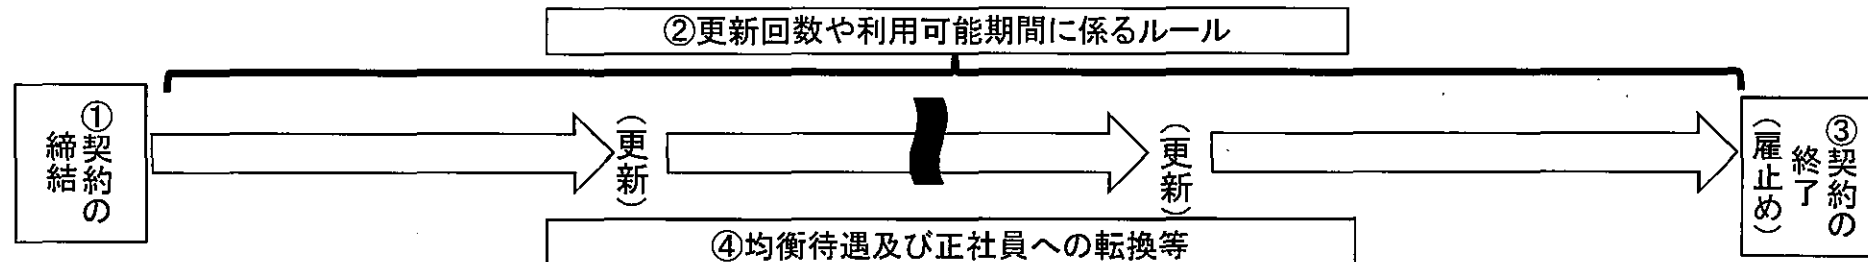 ②更新回数や利用可能期間に係るルール
①契約の
締結
（更新）
（更新）
③契約の
終了
（雇止め）
④均衡待遇及び正社員への転換等